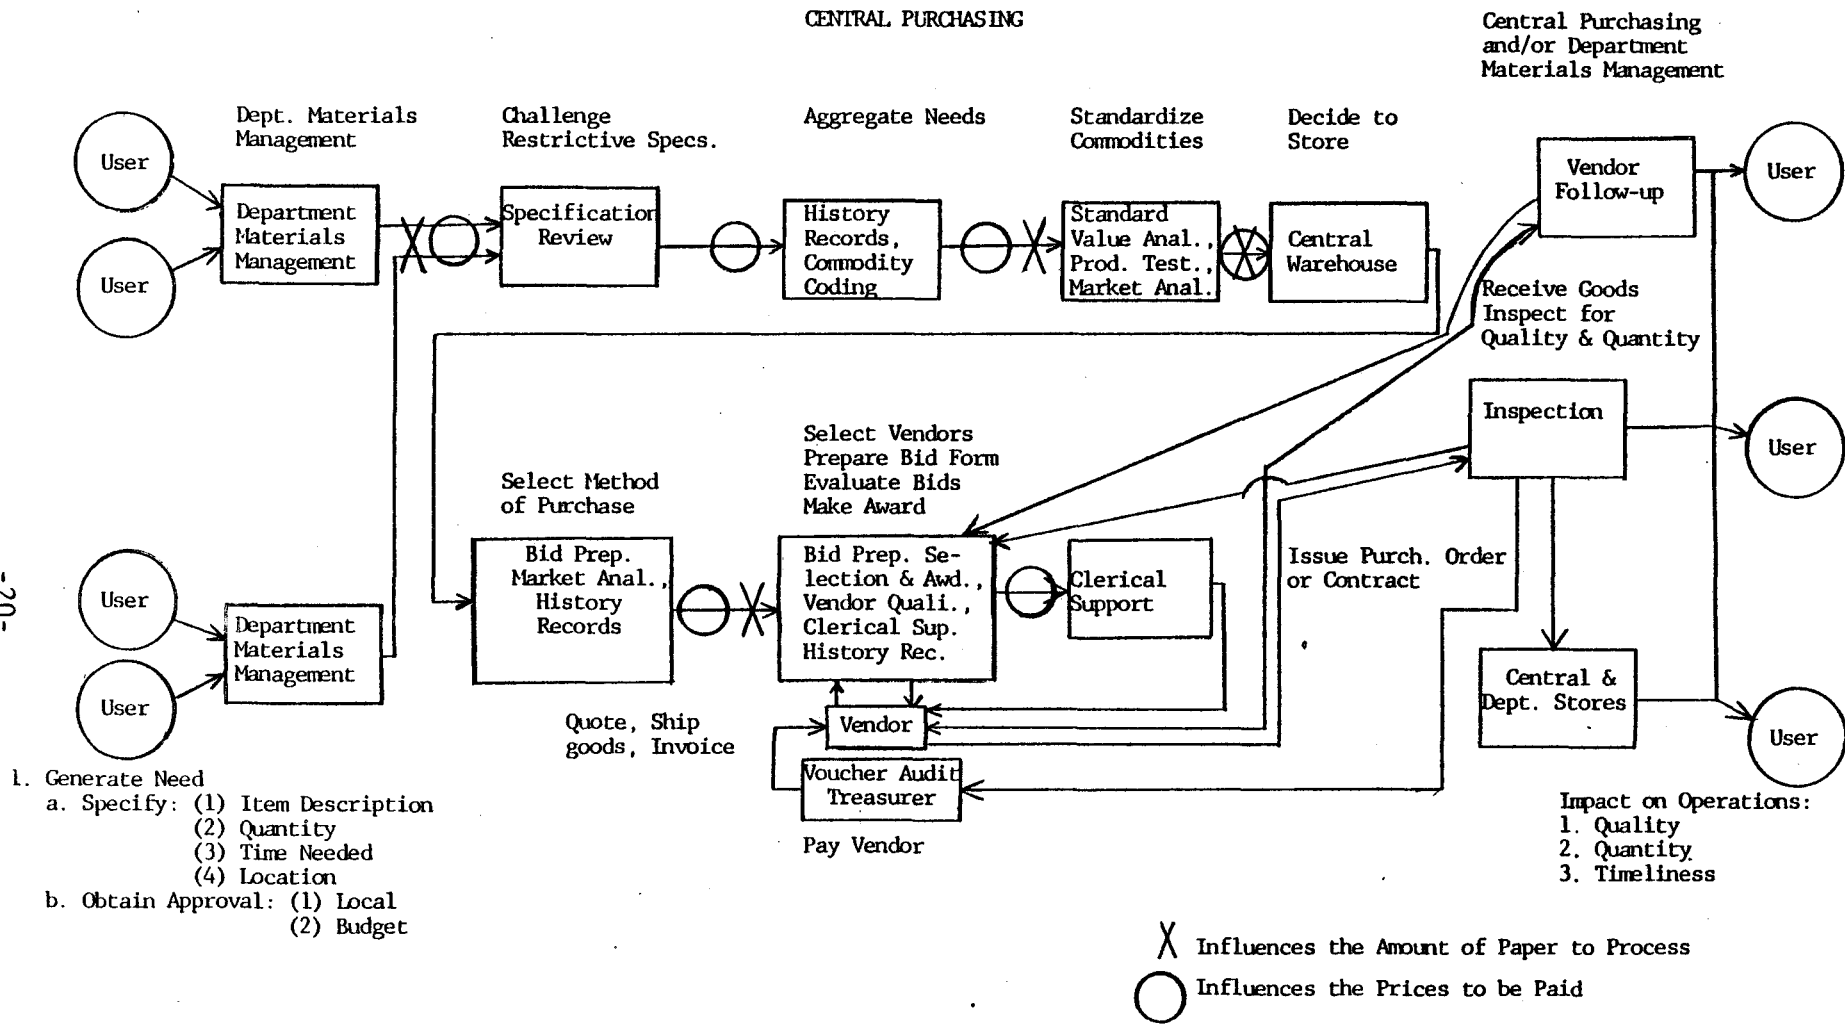 CENTRAL PURCHASING
Central Purchasing
and/or Department
Materials Management
Dept. Materials
Management
Challenge
Restrictive Specs.
Aggregate Needs
Standardize
Commodities
Decide to
Store
User
User
Department
Materials
Management
Specification
Review
History
Records,
Commodity
Coding
Standard
Value Anal.,
Prod. Test.,
Market Anal.
Central
Warehouse
Vendor
Follow-up
User
Receive Goods
Inspect for
Quality & Quantity
Inspection
User
Select Method
of Purchase
Select Vendors
Prepare Bid Form
Evaluate Bids
Make Award
User
User
Department
Materials
Management
Bid Prep.
Market Anal.,
History
Records
Bid Prep. Se-
lection & Awd.,
Vendor Quali.,
Clerical Sup.
History Rec.
Clerical
Support
Issue Purch. Order
or Contract
Central &
Dept. Stores
User
Quote, Ship
goods, Invoice
Vendor
Voucher Audit
Treasurer
Pay Vendor
1. Generate Need
a. Specify: (1) Item Description
(2) Quantity
(3) Time Needed
(4) Location
b. Obtain Approval: (1) Local
(2) Budget
Impact on Operations:
1. Quality
2. Quantity
3. Timeliness
X Influences the Amount of Paper to Process
Influences the Prices to be Paid
-20-